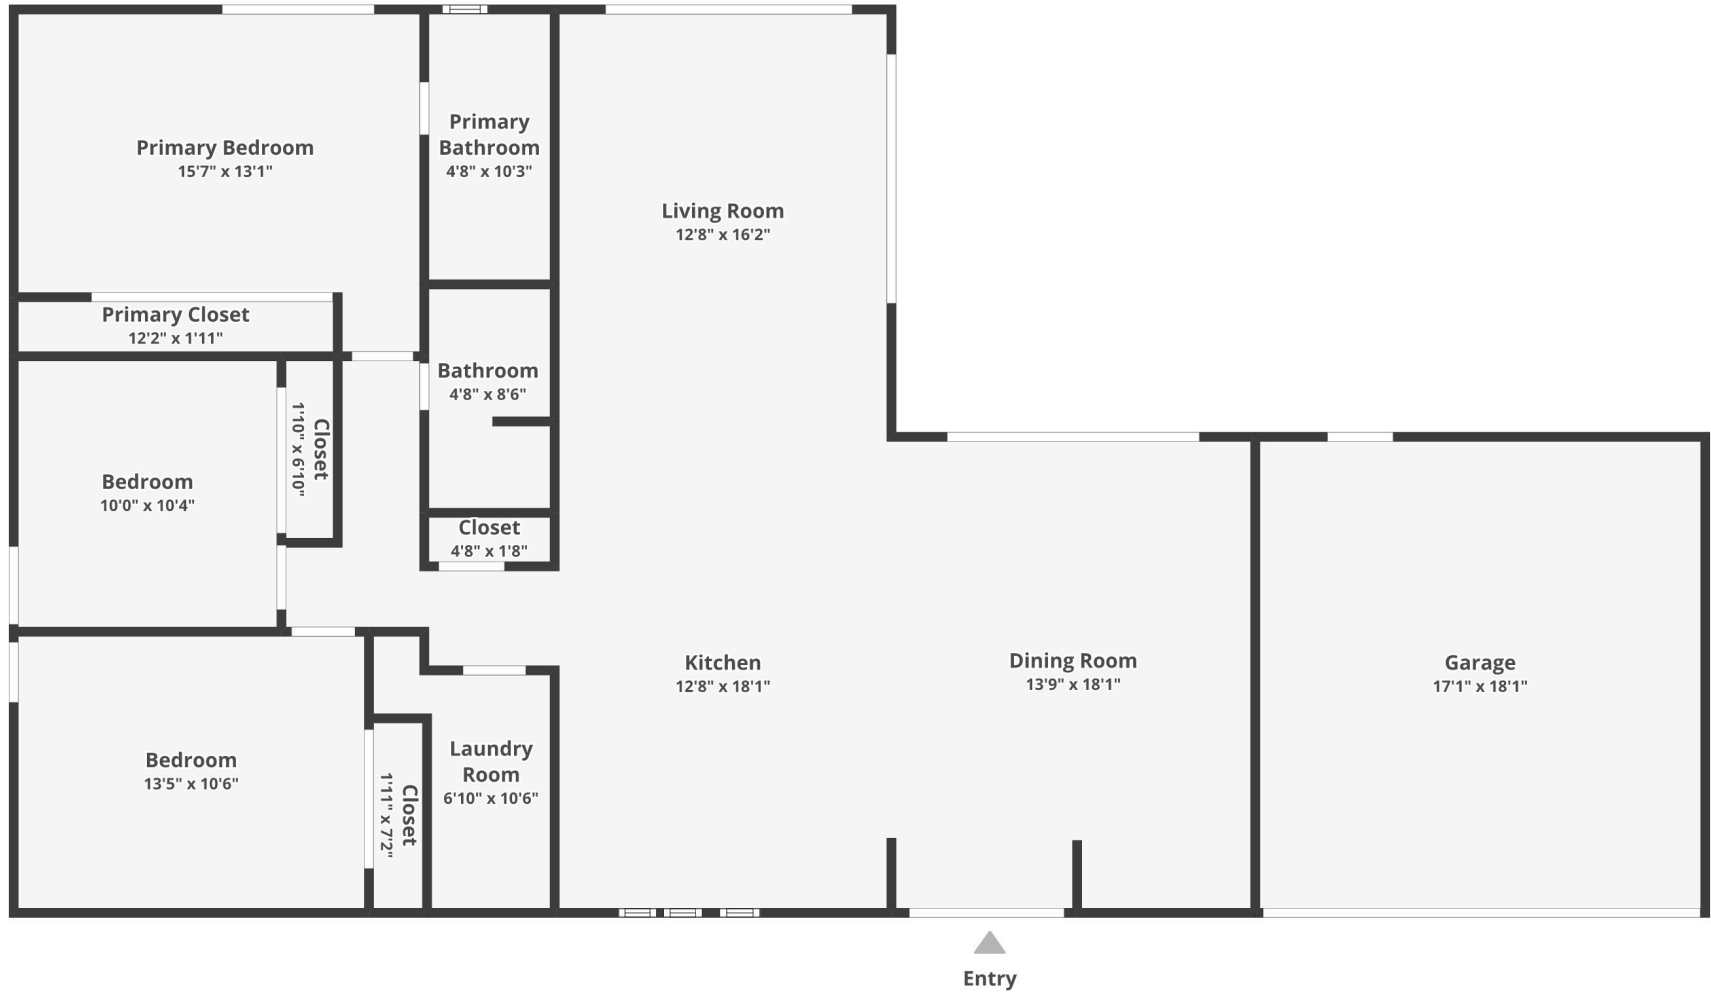 Primary Bedroom
15'7" x 13'1"
Primary
Bathroom
4'8" x 10'3"
Living Room
12'8" x 16'2"
Primary Closet
12'2" x 1'11"
Bathroom
4'8" x 8'6"
Closet
1'10" x 6'10"
Bedroom
10'0" x 10'4"
Closet
4'8" x 1'8"
Kitchen
12'8" x 18'1"
Dining Room
13'9" x 18'1"
Garage
17'1" x 18'1"
Bedroom
13'5" x 10'6"
Closet
1'11" x 7'2"
Laundry
Room
6'10" x 10'6"
Entry